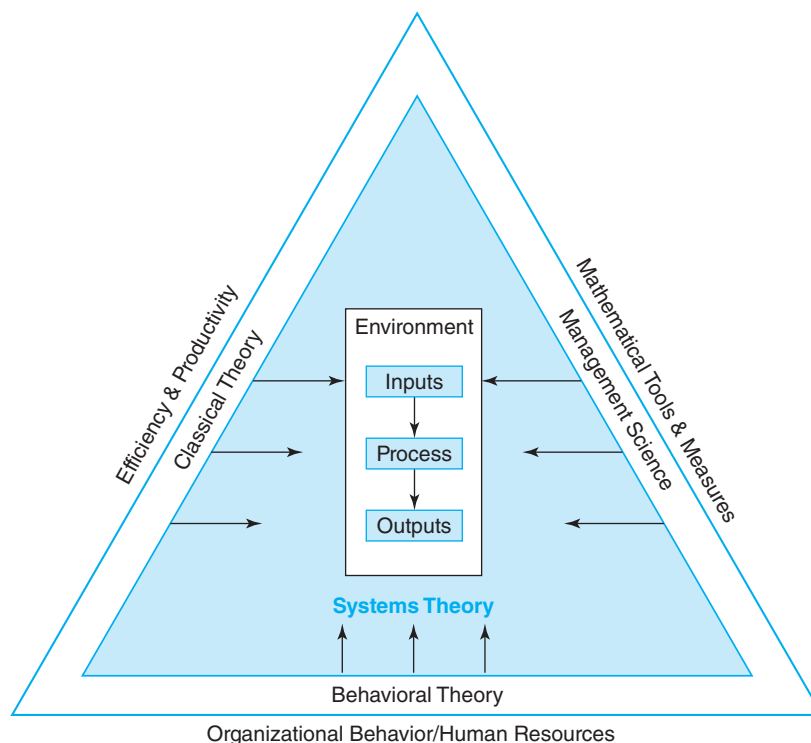 Efficiency & Productivity
Classical Theory
Mathematical Tools & Measures
Management Science
Environment
Inputs
Process
Outputs
Systems Theory
Behavioral Theory
Organizational Behavior/Human Resources